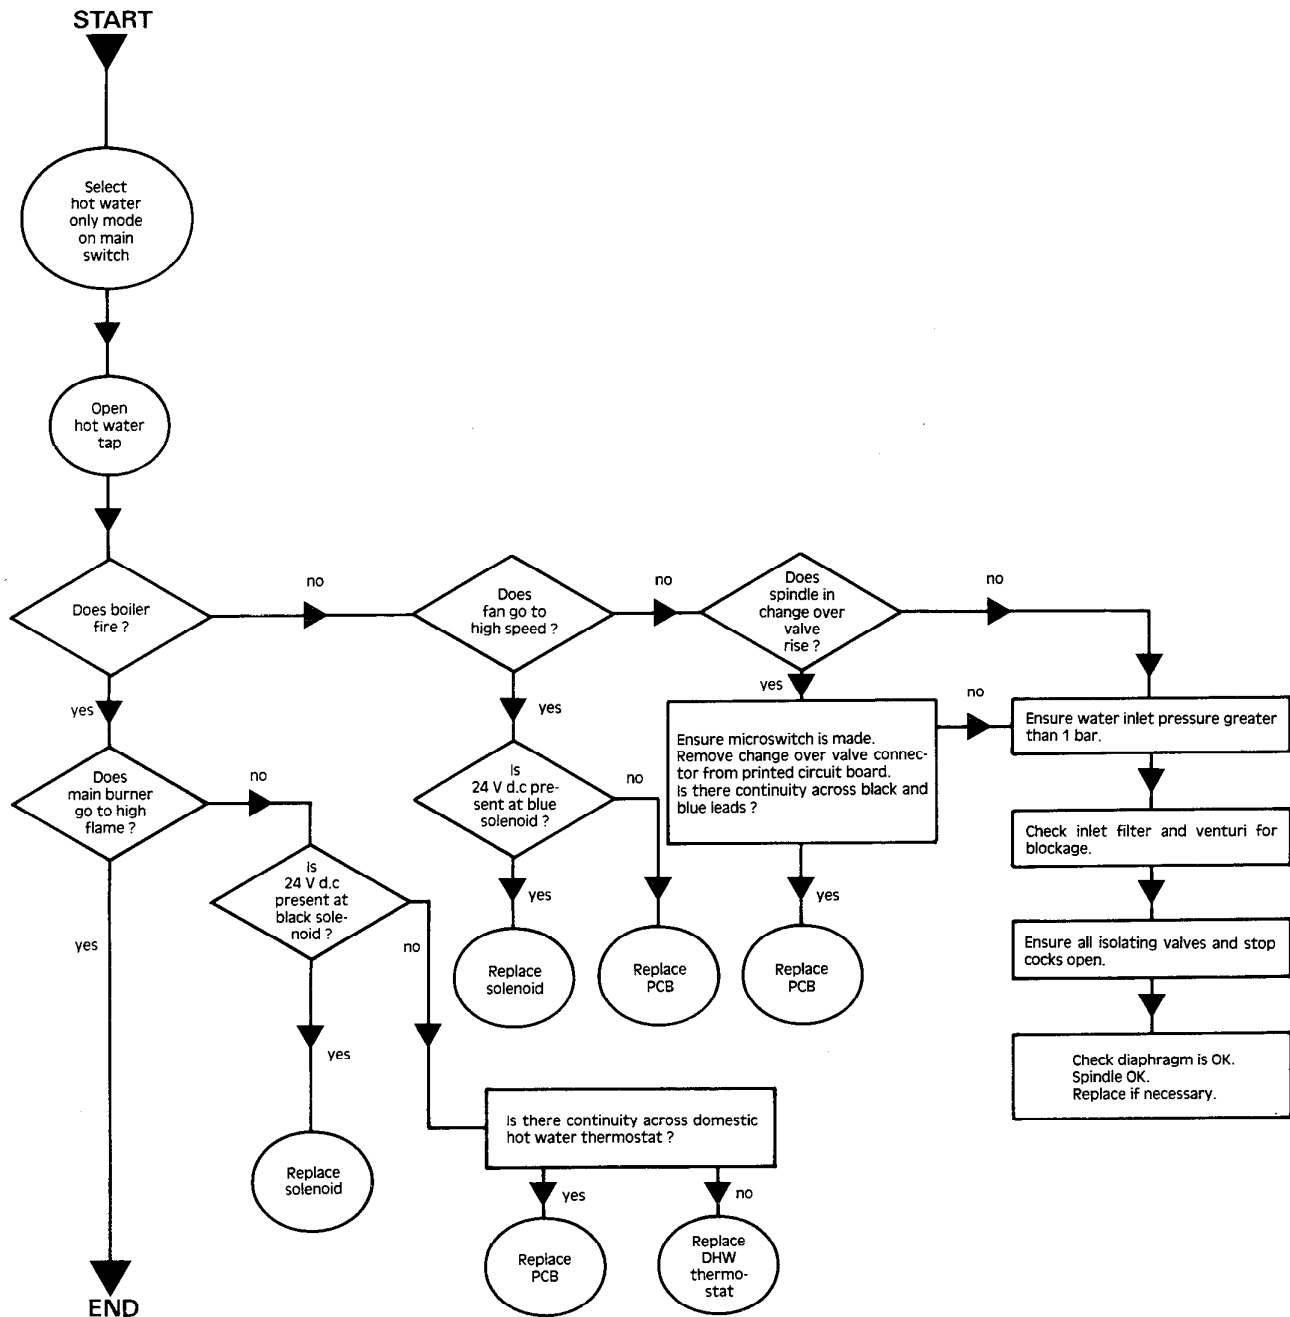 START
Select
hot water
only mode
on main
switch
Open
hot water
tap
Does boiler
fire ?
no
Does
fan go to
high speed ?
no
Does
spindle in
change over
valve
rise ?
no
yes
yes
yes
no
Ensure microswitch is made.
Remove change over valve connec-
tor from printed circuit board.
Is there continuity across black and
blue leads ?
Ensure water inlet pressure greater
than 1 bar.
Does
main burner
go to high
flame ?
no
Is
24 V d.c pre-
sent at blue
solenoid ?
no
Check inlet filter and venturi for
blockage.
Is
24 V d.c
present at
black sole-
noid ?
no
yes
yes
yes
Replace
solenoid
Replace
PCB
Replace
PCB
Ensure all isolating valves and stop
cocks open.
yes
Check diaphragm is OK.
Spindle OK.
Replace if necessary.
Is there continuity across domestic
hot water thermostat ?
Replace
solenoid
yes
no
Replace
PCB
Replace
DHW
thermo-
stat
END